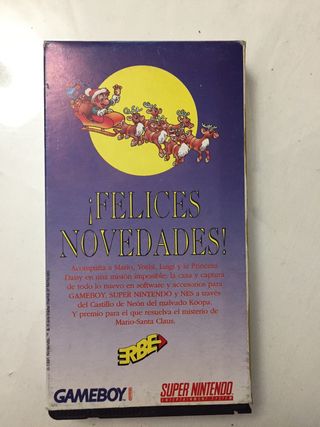 ¡FELICES
NOVEDADES!
Acompaña a Mario, Yoshi, Luigi y la Princesa
Daisy en una misión imposible: la caza y captura
de todo lo nuevo en software y accesorios para
GAMEBOY, SUPER NINTENDO y NES a través
del Castillo de Neón del malvado Koopa.
Y premio para el que resuelva el misterio de
Mario-Santa Claus.
ERBE
GAMEBOY
SUPER NINTENDO
ENTERTAINMENT SYSTEM